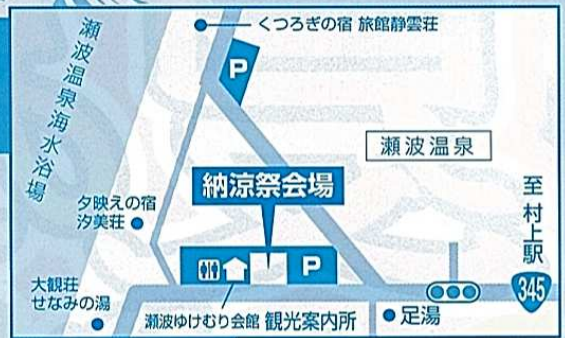 くつろぎの宿 旅館静雲荘
P
瀬波温泉海水浴場
瀬波温泉
納涼祭会場
夕映えの宿
汐美荘
至 村上駅
P
345
大観荘
せなみの湯
瀬波ゆけむり会館 観光案内所
足湯